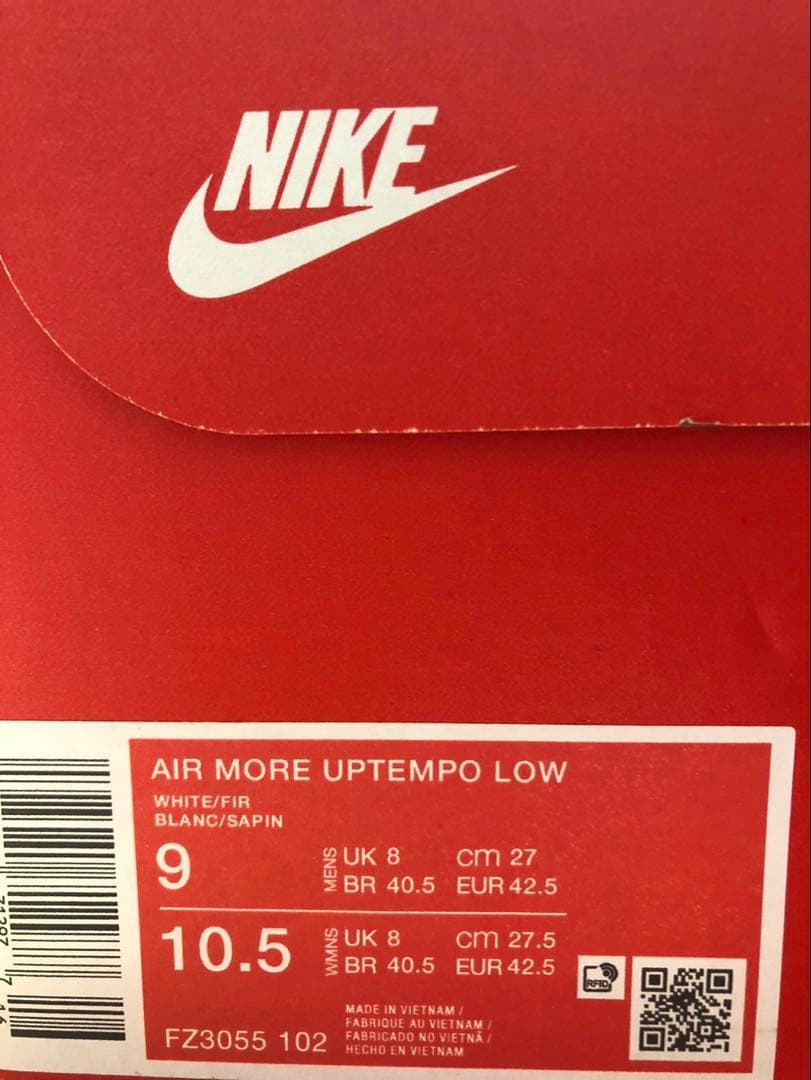 NIKE
AIR MORE UPTEMPO LOW
WHITE/FIR
BLANC/SAPIN
9 MENS UK 8 cm 27
BR 40.5 EUR 42.5
10.5 WMNS UK 8 cm 27.5
BR 40.5 EUR 42.5
RFID
FZ3055 102
MADE IN VIETNAM /
FABRIQUE AU VIETNAM /
FABRICADO NO VIETNÃ /
HECHO EN VIETNAM